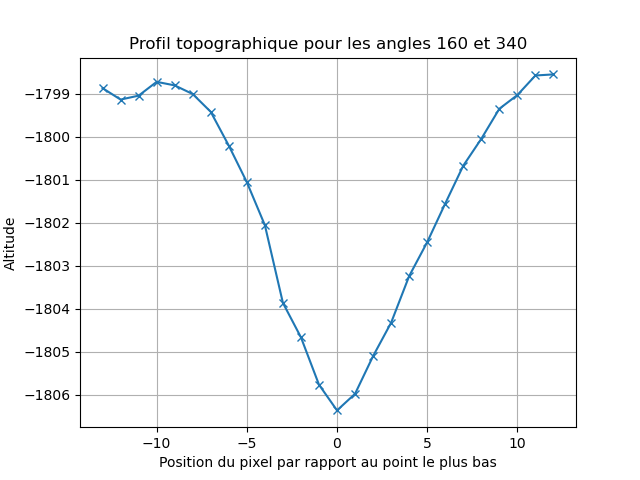 Profil topographique pour les angles 160 et 340
Altitude
−1799
−1800
−1801
−1802
−1803
−1804
−1805
−1806
−10 −5 0 5 10
Position du pixel par rapport au point le plus bas